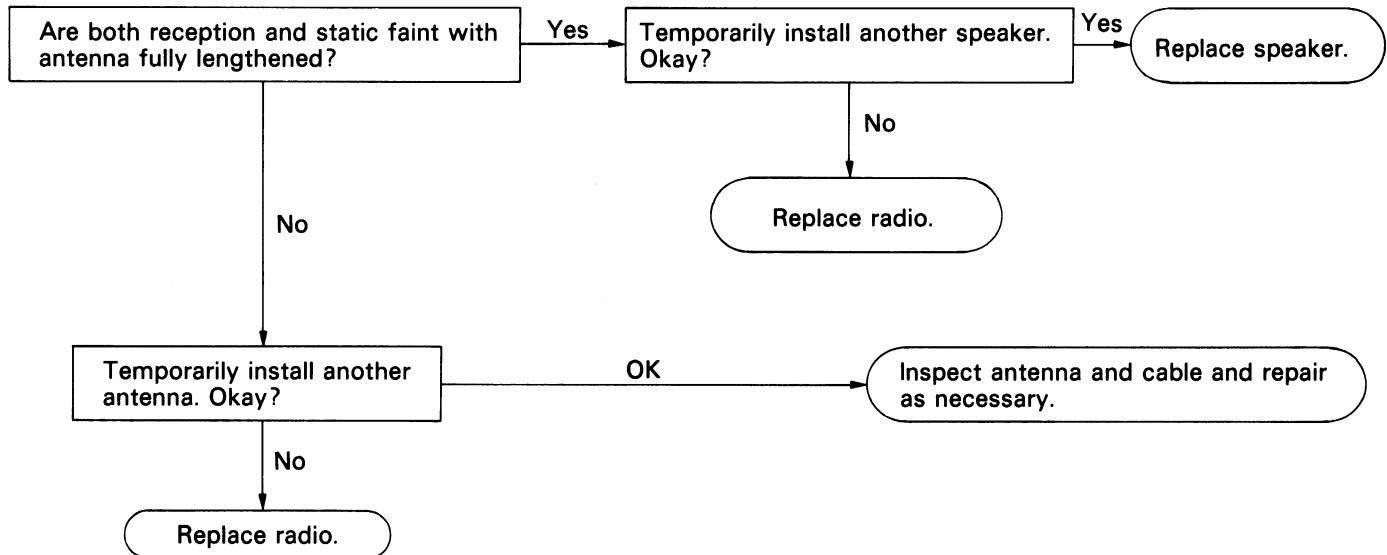 Are both reception and static faint with
antenna fully lengthened?
Yes
Temporarily install another speaker.
Okay?
Yes
Replace speaker.
No
Replace radio.
No
Temporarily install another
antenna. Okay?
OK
Inspect antenna and cable and repair
as necessary.
No
Replace radio.